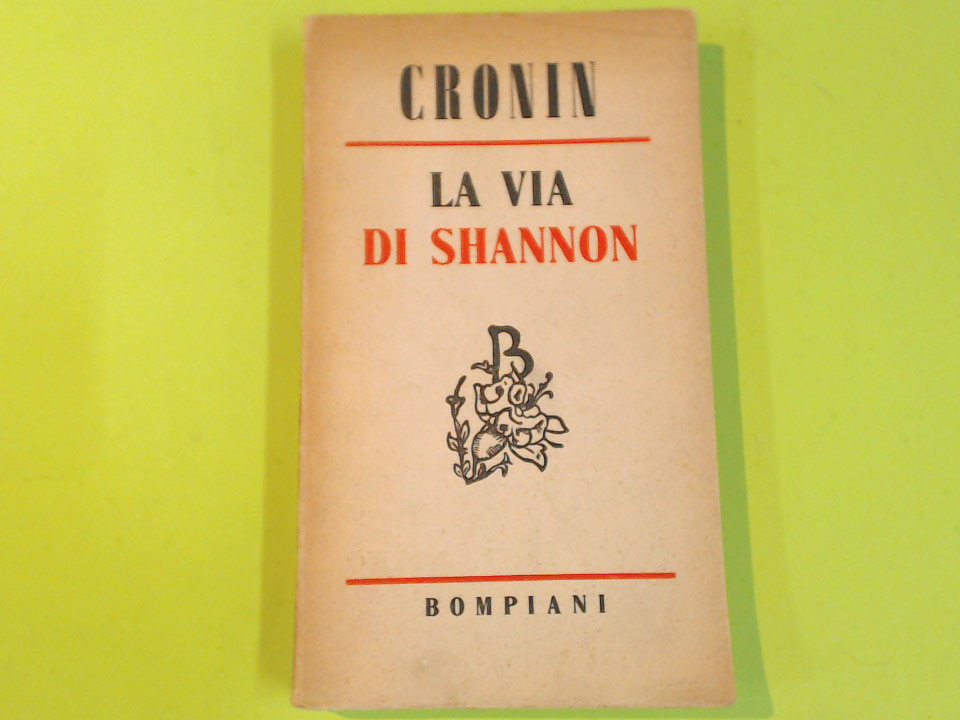 CRONIN
LA VIA
DI SHANNON
B
BOMPIANI